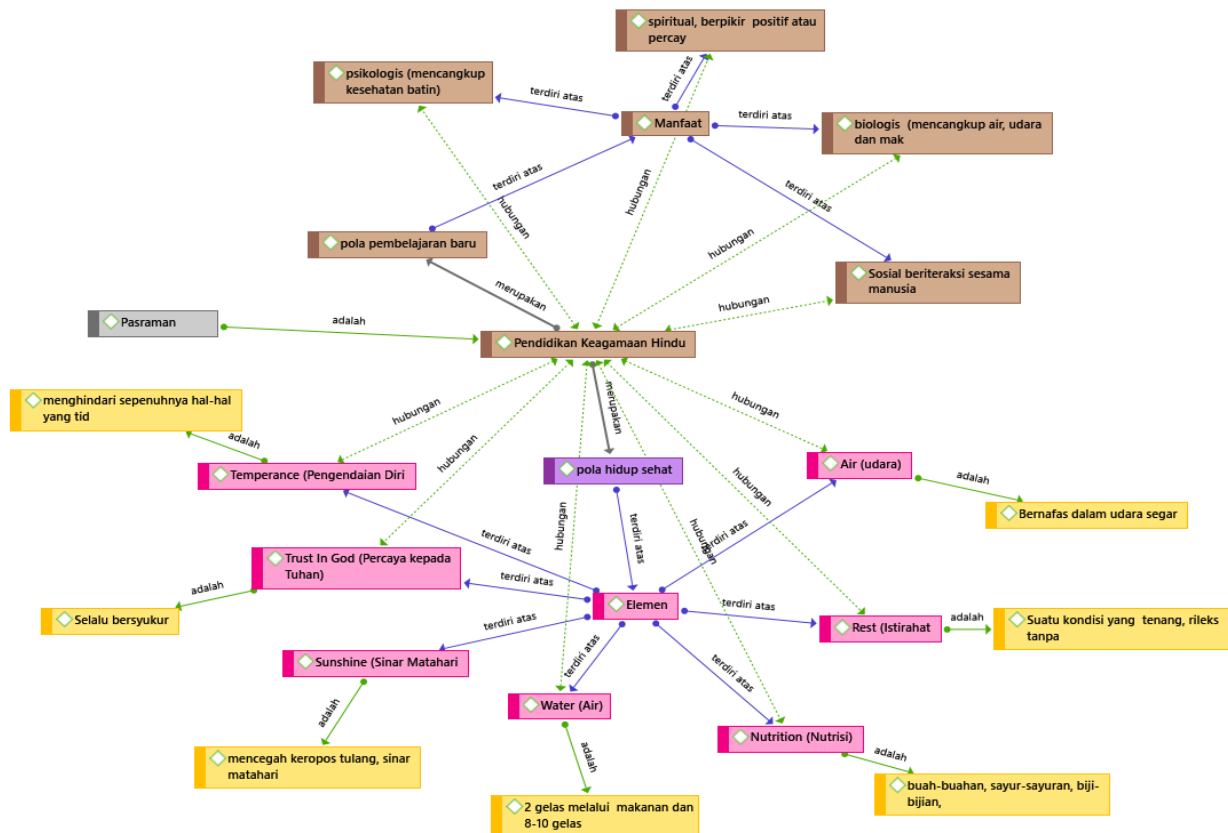 spiritual, berpikir  positif atau
percay
terdiri atas
psikologis (mencangkup
kesehatan batin)
terdiri atas
Manfaat
terdiri atas
biologis  (mencangkup air, udara
dan mak
terdiri atas
hubungan
terdiri atas
hubungan
hubungan
pola pembelajaran baru
Sosial beriteraksi sesama
manusia
merupakan
hubungan
Pasraman
adalah
Pendidikan Keagamaan Hindu
menghindari sepenuhnya hal-hal
yang tid
hubungan
merupakan
hubungan
adalah
hubungan
Temperance (Pengendaian Diri
pola hidup sehat
Air (udara)
hubungan
adalah
Bernafas dalam udara segar
hubungan
terdiri atas
terdiri atas
terdiri atas
hubungan
Trust In God (Percaya kepada
Tuhan)
adalah
terdiri atas
Selalu bersyukur
Elemen
terdiri atas
Rest (Istirahat
adalah
Suatu kondisi yang  tenang, rileks
tanpa
terdiri atas
Sunshine (Sinar Matahari
terdiri atas
terdiri atas
Water (Air)
adalah
Nutrition (Nutrisi)
mencegah keropos tulang, sinar
matahari
adalah
adalah
buah-buahan, sayur-sayuran, biji-
bijian,
2 gelas melalui  makanan dan
8-10 gelas